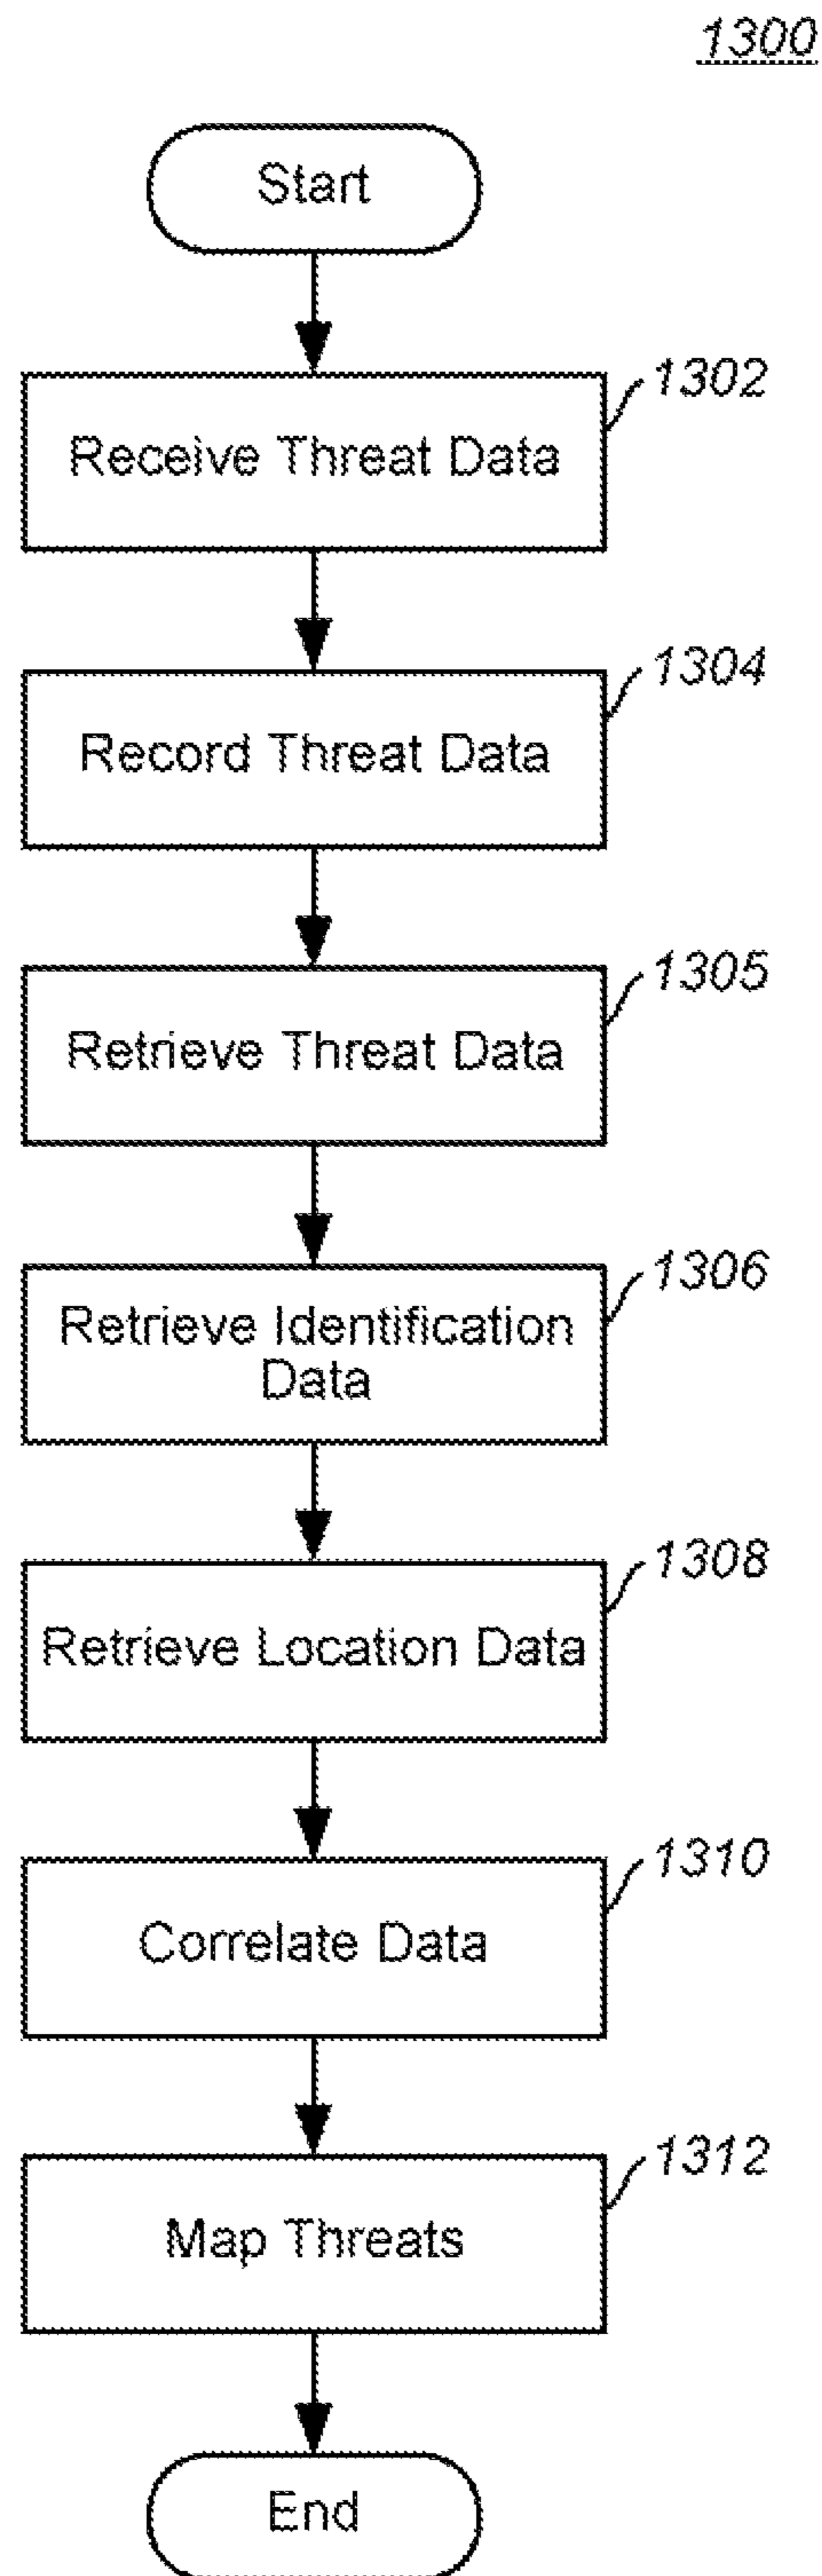 1300
Start
1302
Receive Threat Data
1304
Record Threat Data
1305
Retrieve Threat Data
1306
Retrieve Identification
Data
1308
Retrieve Location Data
1310
Correlate Data
1312
Map Threats
End